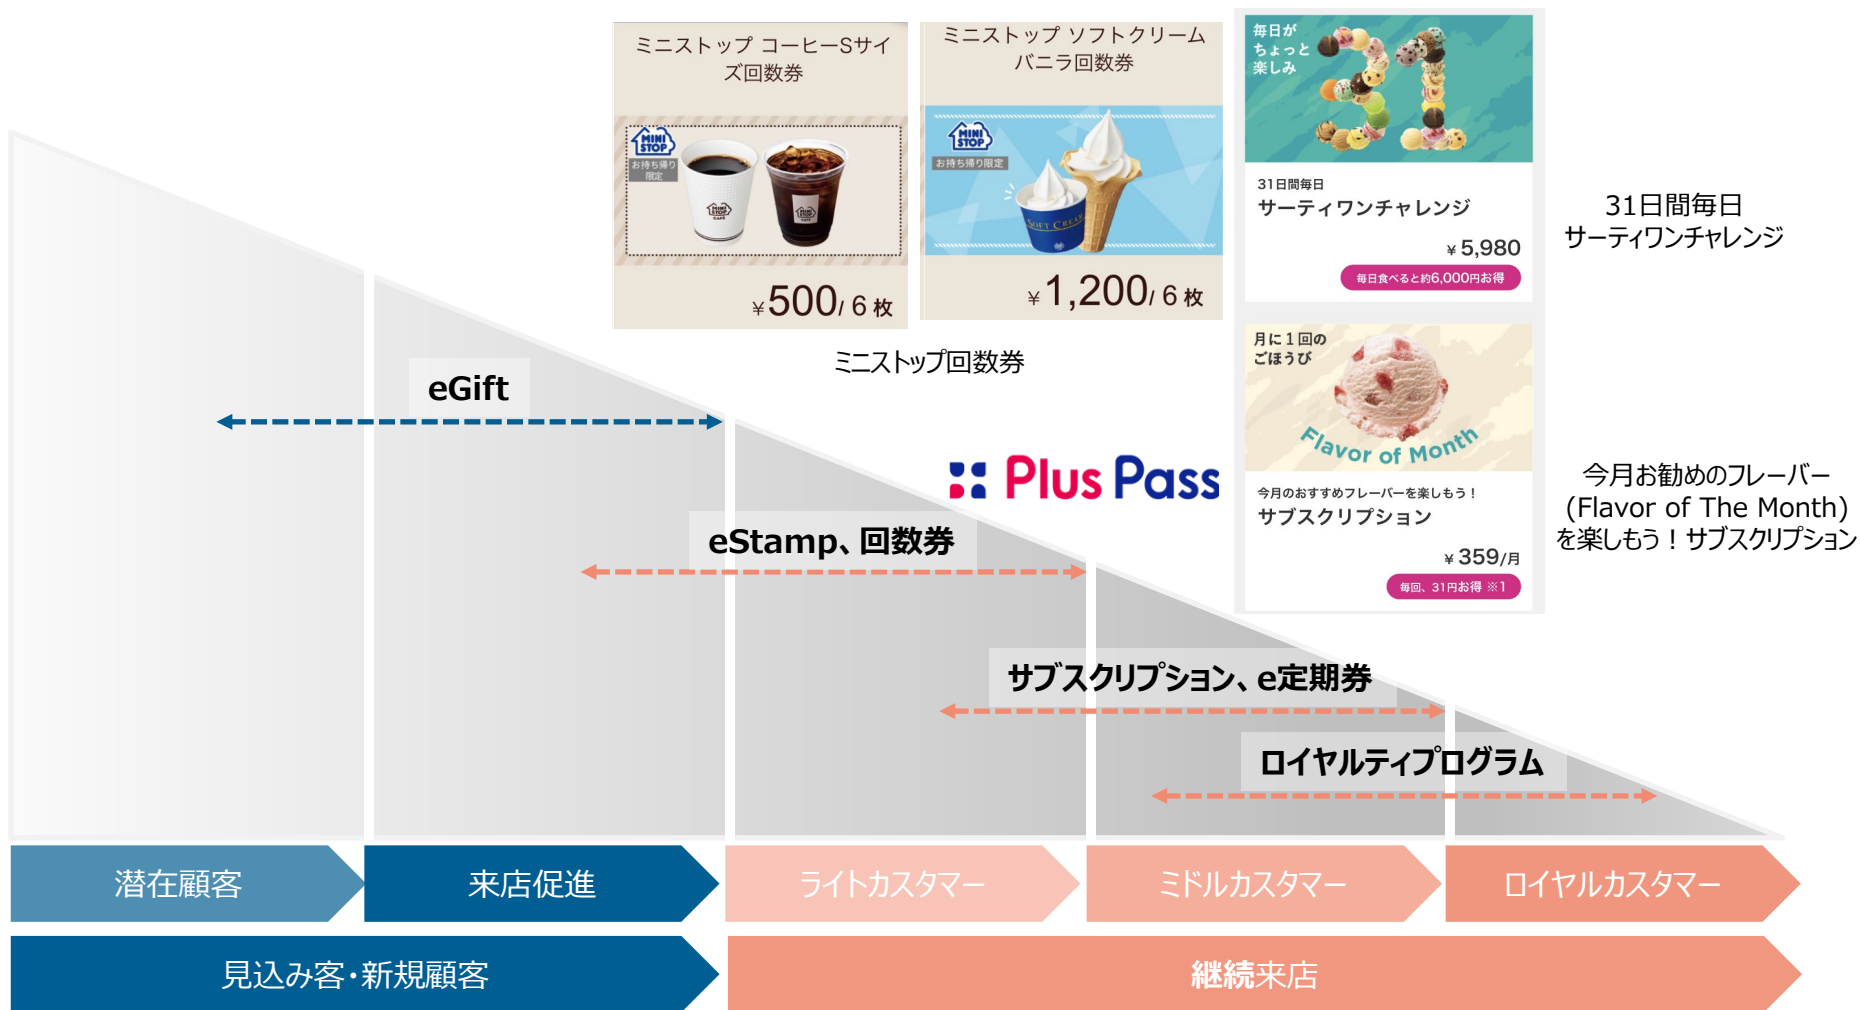 ミニストップ コーヒーSサイ
ズ回数券
MINI
STOP
お持ち帰り
限定
MINI
STOP
CAFE
MINI
STOP
CAFE
¥500/ 6 枚
ミニストップ ソフトクリーム
バニラ回数券
MINI
STOP
お持ち帰り限定
SOFT CREAM
¥1,200/ 6 枚
ミニストップ回数券
毎日が
ちょっと
楽しみ
31
31日間毎日
サーティワンチャレンジ
¥5,980
毎日食べると約6,000円お得
31日間毎日
サーティワンチャレンジ
月に1回の
ごほうび
Flavor of Month
今月のおすすめフレーバーを楽しもう！
サブスクリプション
¥359/月
毎回、31円お得 ※1
今月お勧めのフレーバー
(Flavor of The Month)
を楽しもう！サブスクリプション
Plus Pass
eGift
eStamp、回数券
サブスクリプション、e定期券
ロイヤルティプログラム
潜在顧客
来店促進
ライトカスタマー
ミドルカスタマー
ロイヤルカスタマー
見込み客・新規顧客
継続来店